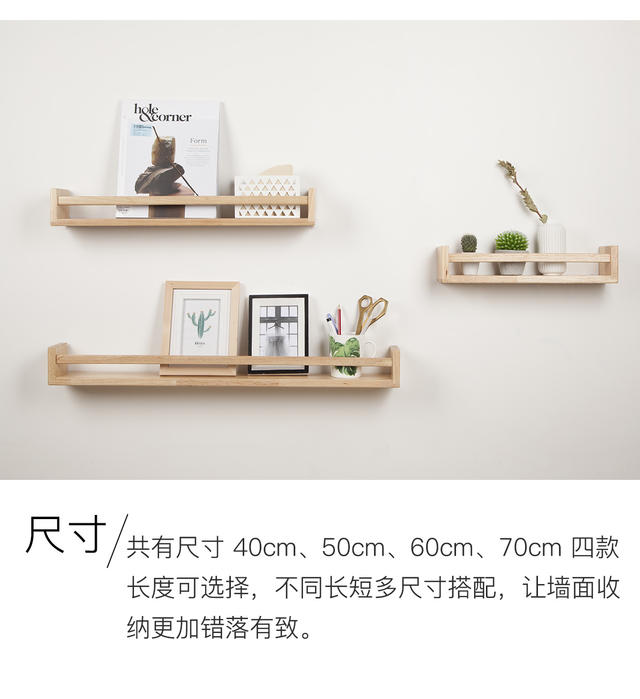 hole
&corner
Form
尺寸
共有尺寸 40cm、50cm、60cm、70cm 四款
长度可选择，不同长短多尺寸搭配，让墙面收
纳更加错落有致。